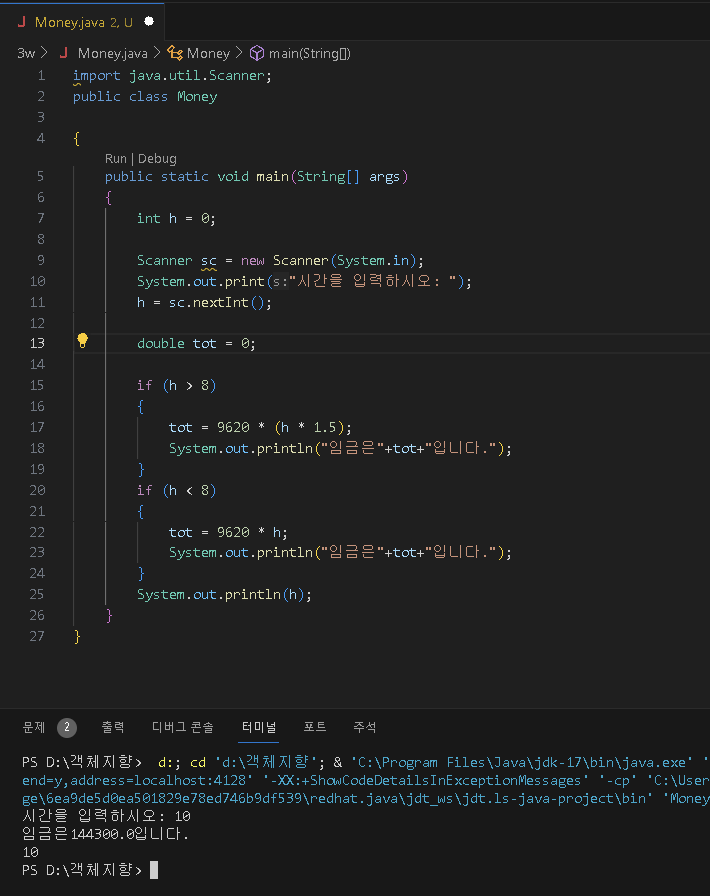 Money.java 2, U
3w > Money.java > Money > main(String[])
1 import java.util.Scanner;
2 public class Money
3
4 {
Run | Debug
5 public static void main(String[] args)
6 {
7 int h = 0;
8
9 Scanner sc = new Scanner(System.in);
10 System.out.print(s:"시간을 입력하시오: ");
11 h = sc.nextInt();
12
13 double tot = 0;
14
15 if (h > 8)
16 {
17 tot = 9620 * (h * 1.5);
18 System.out.println("임금은"+tot+"입니다.");
19 }
20 if (h < 8)
21 {
22 tot = 9620 * h;
23 System.out.println("임금은"+tot+"입니다.");
24 }
25 System.out.println(h);
26 }
27 }
문제 2 출력 디버그 콘솔 터미널 포트 주석
PS D:\객체지향> d:; cd 'd:\객체지향'; & 'C:\Program Files\Java\jdk-17\bin\java.exe' '
end=y,address=localhost:4128' '-XX:+ShowCodeDetailsInExceptionMessages' '-cp' 'C:\User
ge\6ea9de5d0ea501829e78ed746b9df539\redhat.java\jdt_ws\jdt.ls-java-project\bin' 'Money
시간을 입력하시오: 10
임금은144300.0입니다.
10
PS D:\객체지향>